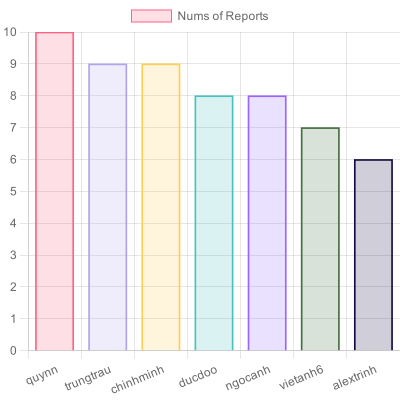 Nums of Reports
10
9
8
7
6
5
4
3
2
1
0
quynn
trungtrau
chinhminh
ducdoo
ngocanh
vietanh6
alextrinh